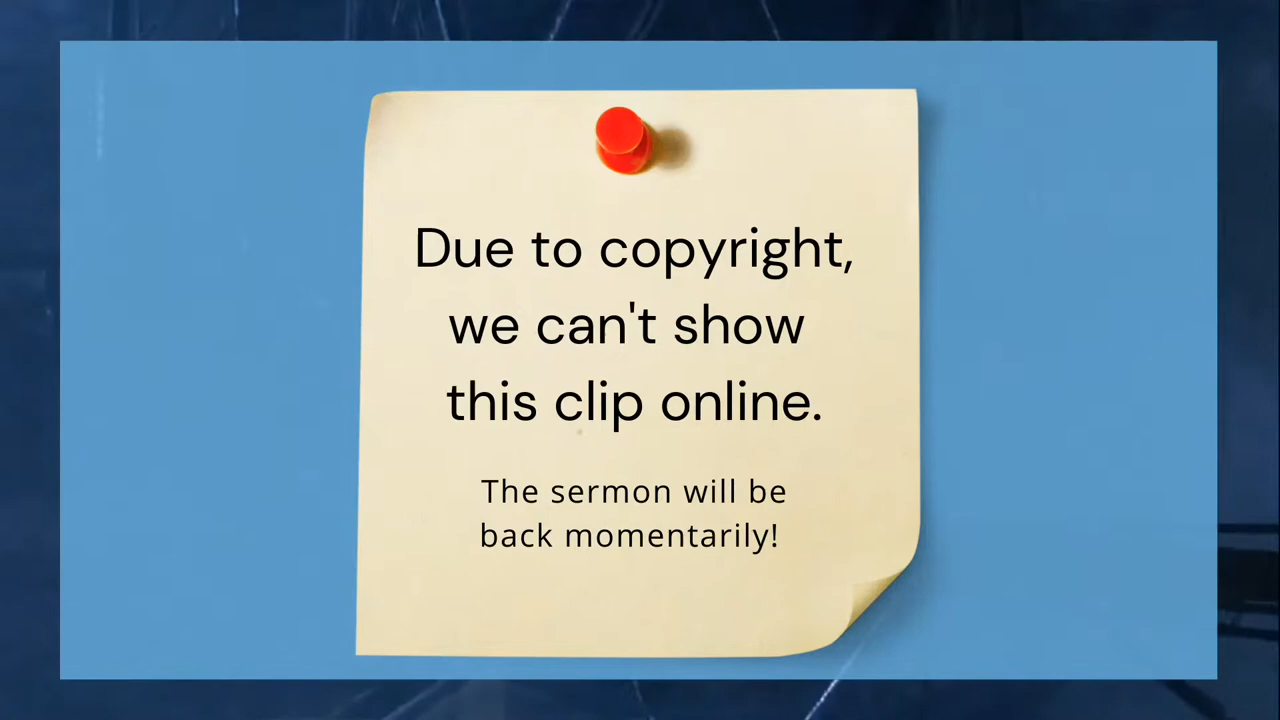 Due to copyright,
we can't show
this clip online.
The sermon will be
back momentarily!